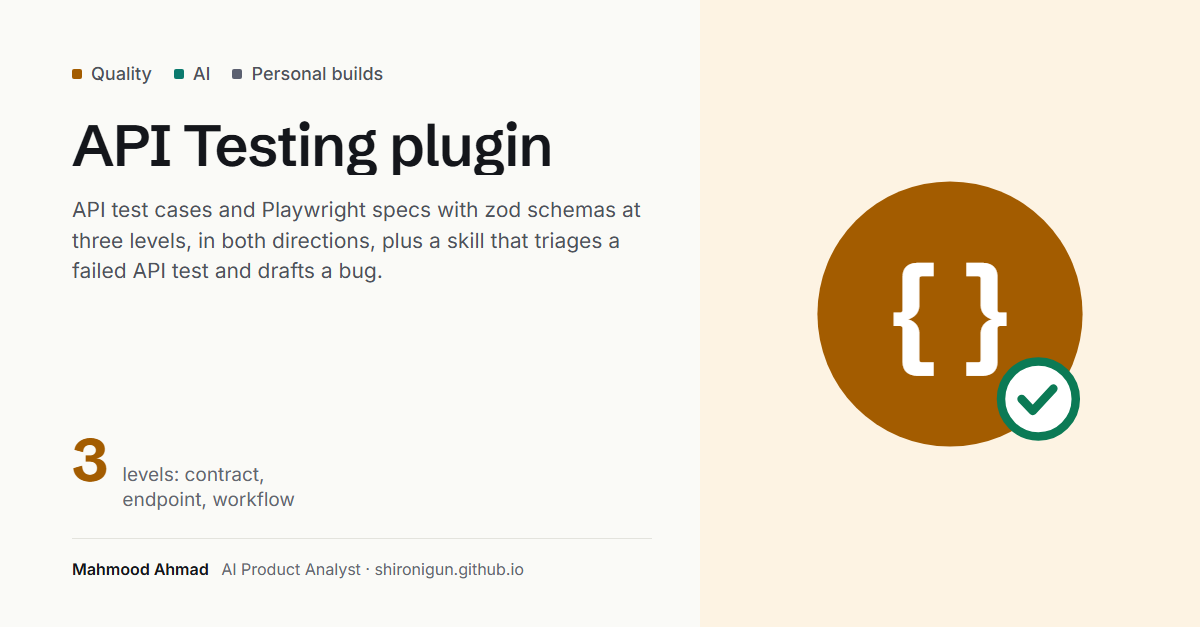 Quality AI Personal builds
API Testing plugin
API test cases and Playwright specs with zod schemas at
three levels, in both directions, plus a skill that triages a
failed API test and drafts a bug.
{ }
3 levels: contract,
endpoint, workflow
Mahmood Ahmad AI Product Analyst · shironigun.github.io